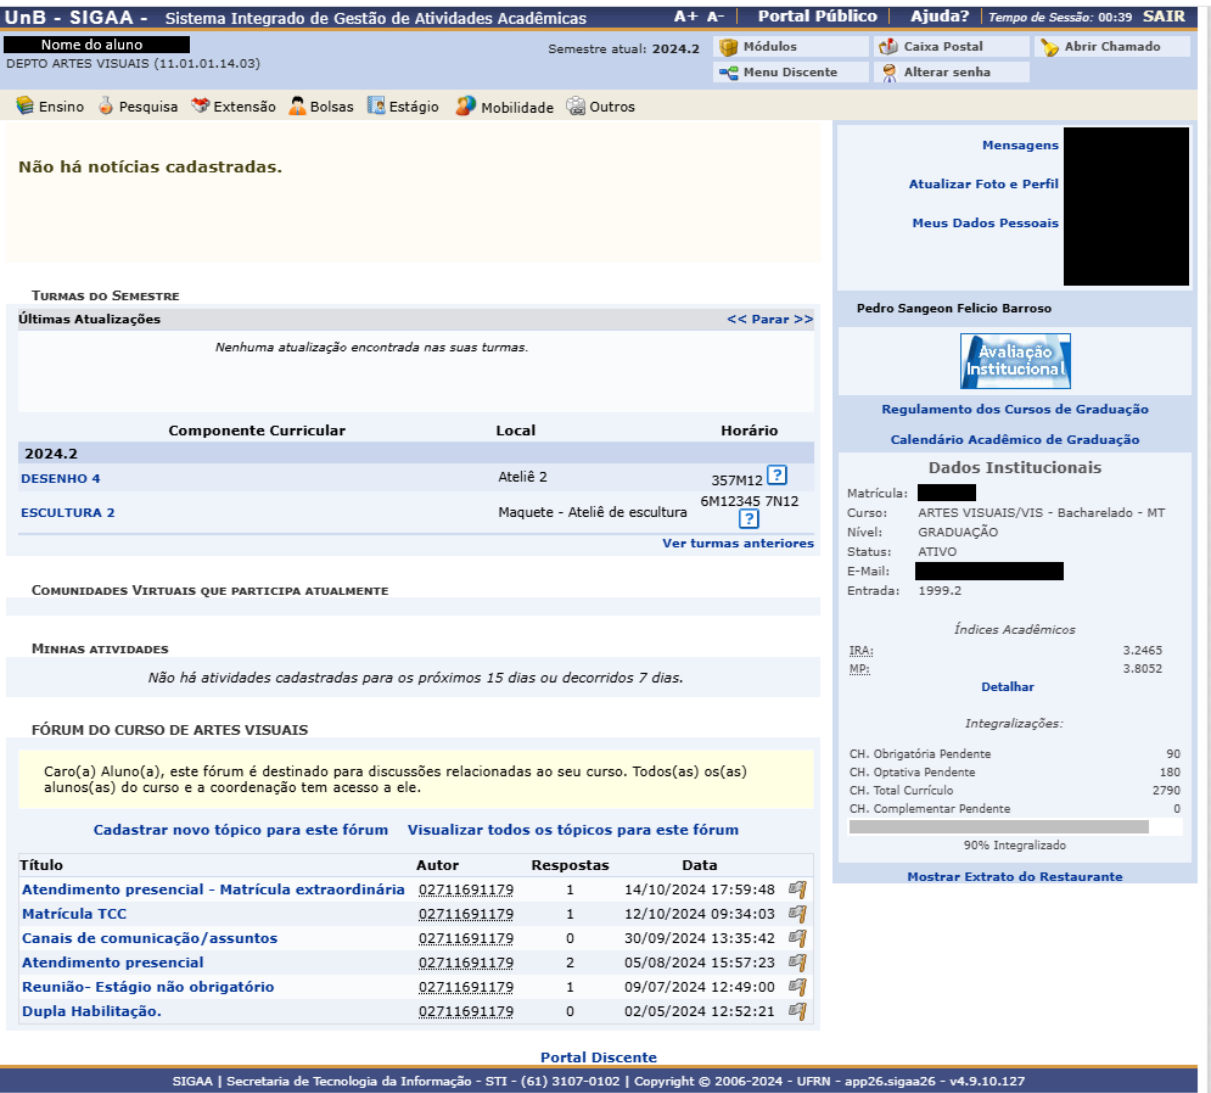 UnB - SIGAA - Sistema Integrado de Gestão de Atividades Acadêmicas A+ A- Portal Público Ajuda? Tempo de Sessão: 00:39 SAIR
Nome do aluno
DEPTO ARTES VISUAIS (11.01.01.14.03)
Semestre atual: 2024.2
Módulos Caixa Postal Abrir Chamado
Menu Discente Alterar senha
Ensino Pesquisa Extensão Bolsas Estágio Mobilidade Outros
Não há notícias cadastradas.
TURMAS DO SEMESTRE
Últimas Atualizações << Parar >>
Nenhuma atualização encontrada nas suas turmas.
Componente Curricular Local Horário
2024.2
DESENHO 4 Ateliê 2 357M12 ?
ESCULTURA 2 Maquete - Ateliê de escultura 6M12345 7N12 ?
Ver turmas anteriores
COMUNIDADES VIRTUAIS QUE PARTICIPA ATUALMENTE
MINHAS ATIVIDADES
Não há atividades cadastradas para os próximos 15 dias ou decorridos 7 dias.
FÓRUM DO CURSO DE ARTES VISUAIS
Caro(a) Aluno(a), este fórum é destinado para discussões relacionadas ao seu curso. Todos(as) os(as)
alunos(as) do curso e a coordenação tem acesso a ele.
Cadastrar novo tópico para este fórum Visualizar todos os tópicos para este fórum
Título Autor Respostas Data
Atendimento presencial - Matrícula extraordinária 02711691179 1 14/10/2024 17:59:48
Matrícula TCC 02711691179 1 12/10/2024 09:34:03
Canais de comunicação/assuntos 02711691179 0 30/09/2024 13:35:42
Atendimento presencial 02711691179 2 05/08/2024 15:57:23
Reunião- Estágio não obrigatório 02711691179 1 09/07/2024 12:49:00
Dupla Habilitação. 02711691179 0 02/05/2024 12:52:21
Mensagens
Atualizar Foto e Perfil
Meus Dados Pessoais
Pedro Sangeon Felicio Barroso
Avaliação
Institucional
Regulamento dos Cursos de Graduação
Calendário Acadêmico de Graduação
Dados Institucionais
Matrícula:
Curso: ARTES VISUAIS/VIS - Bacharelado - MT
Nível: GRADUAÇÃO
Status: ATIVO
E-Mail:
Entrada: 1999.2
Índices Acadêmicos
IRA: 3.2465
MP: 3.8052
Detalhar
Integralizações:
CH. Obrigatória Pendente 90
CH. Optativa Pendente 180
CH. Total Currículo 2790
CH. Complementar Pendente 0
90% Integralizado
Mostrar Extrato do Restaurante
Portal Discente
SIGAA | Secretaria de Tecnologia da Informação - STI - (61) 3107-0102 | Copyright © 2006-2024 - UFRN - app26.sigaa26 - v4.9.10.127